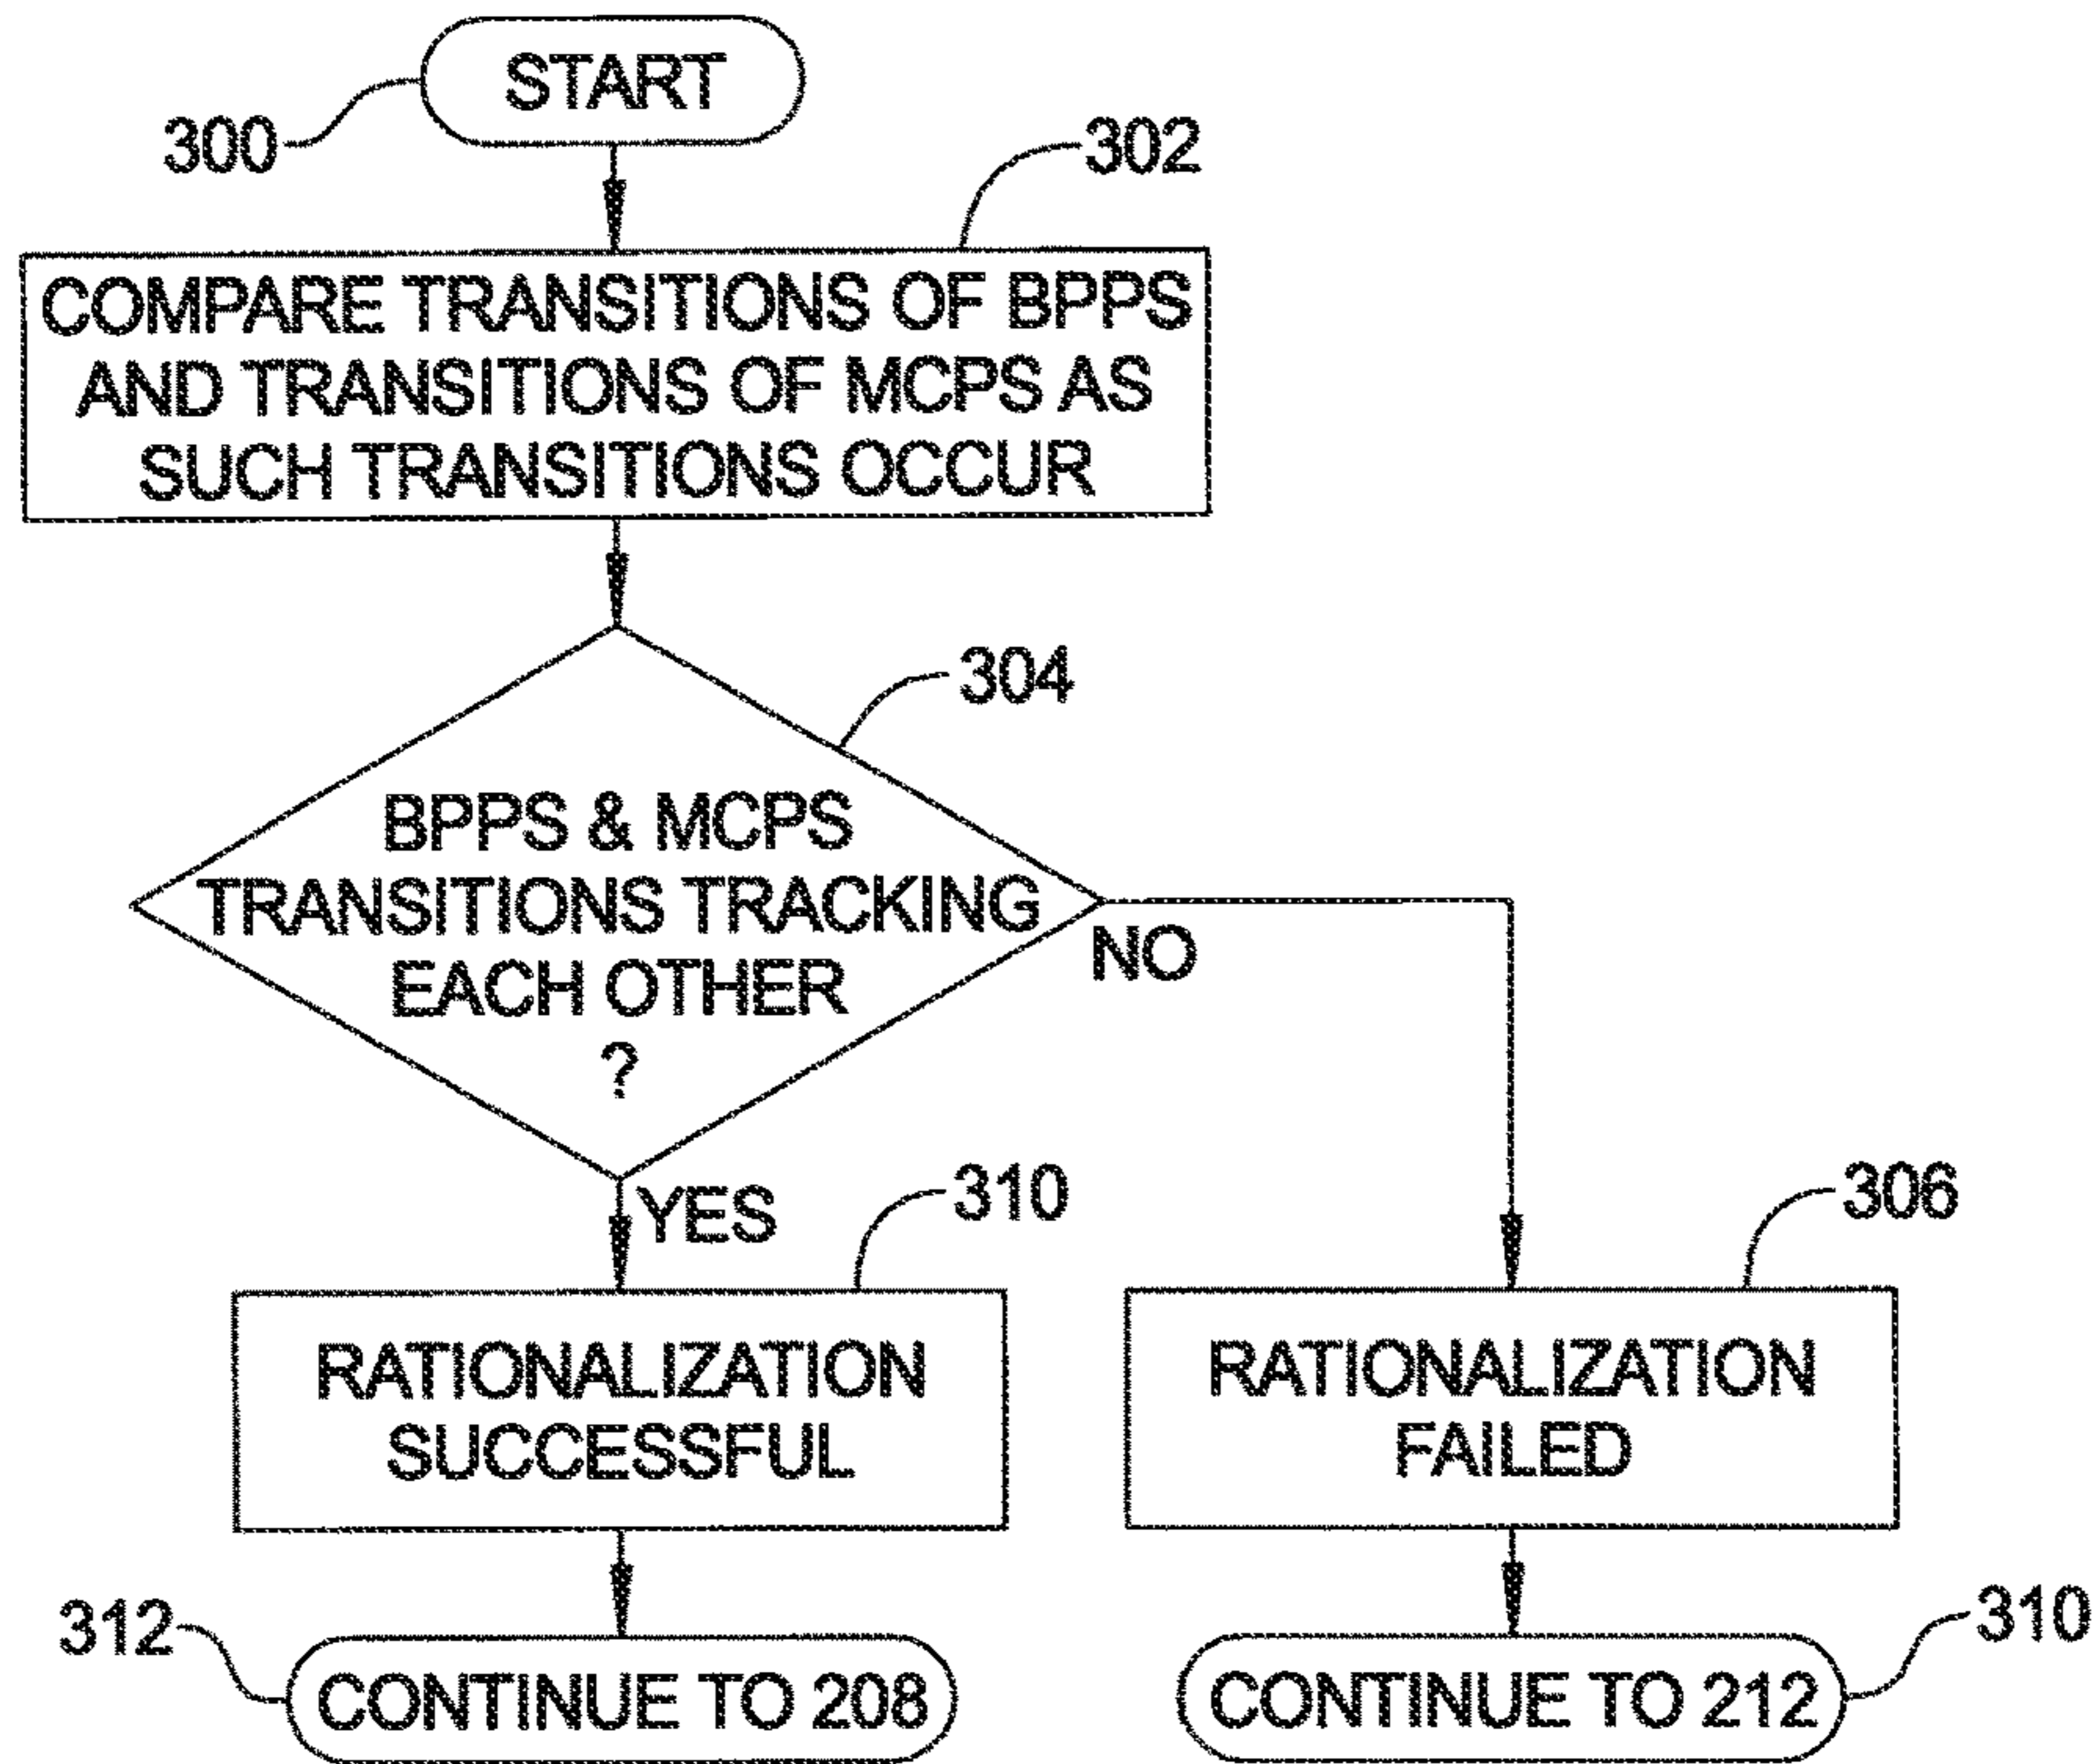 START
300
302
COMPARE TRANSITIONS OF BPPS
AND TRANSITIONS OF MCPS AS
SUCH TRANSITIONS OCCUR
304
BPPS & MCPS
TRANSITIONS TRACKING
EACH OTHER
?
NO
YES
310
306
RATIONALIZATION
SUCCESSFUL
RATIONALIZATION
FAILED
312
CONTINUE TO 208
CONTINUE TO 212
310